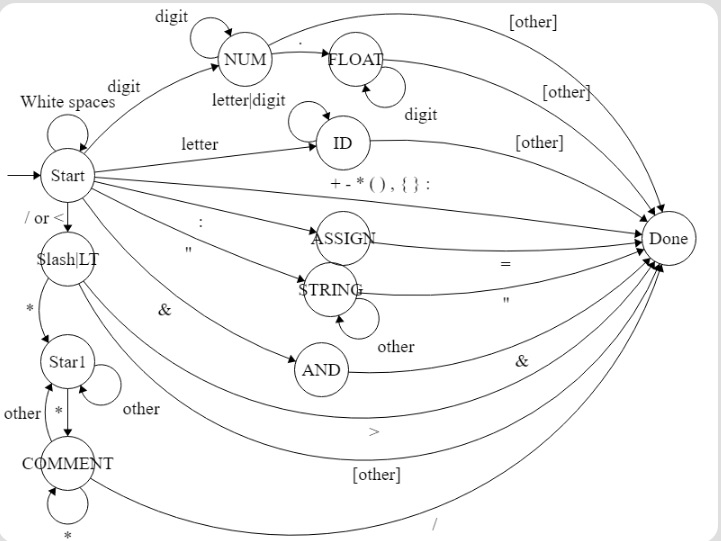 digit
[other]
.
NUM
FLOAT
digit
[other]
White spaces
letter|digit
digit
letter
ID
[other]
Start
+ - * ( ) , { } :
/ or <
:
ASSIGN
Done
"
=
Slash|LT
STRING
"
&
other
*
&
Star1
AND
other
*
other
>
COMMENT
[other]
/
*